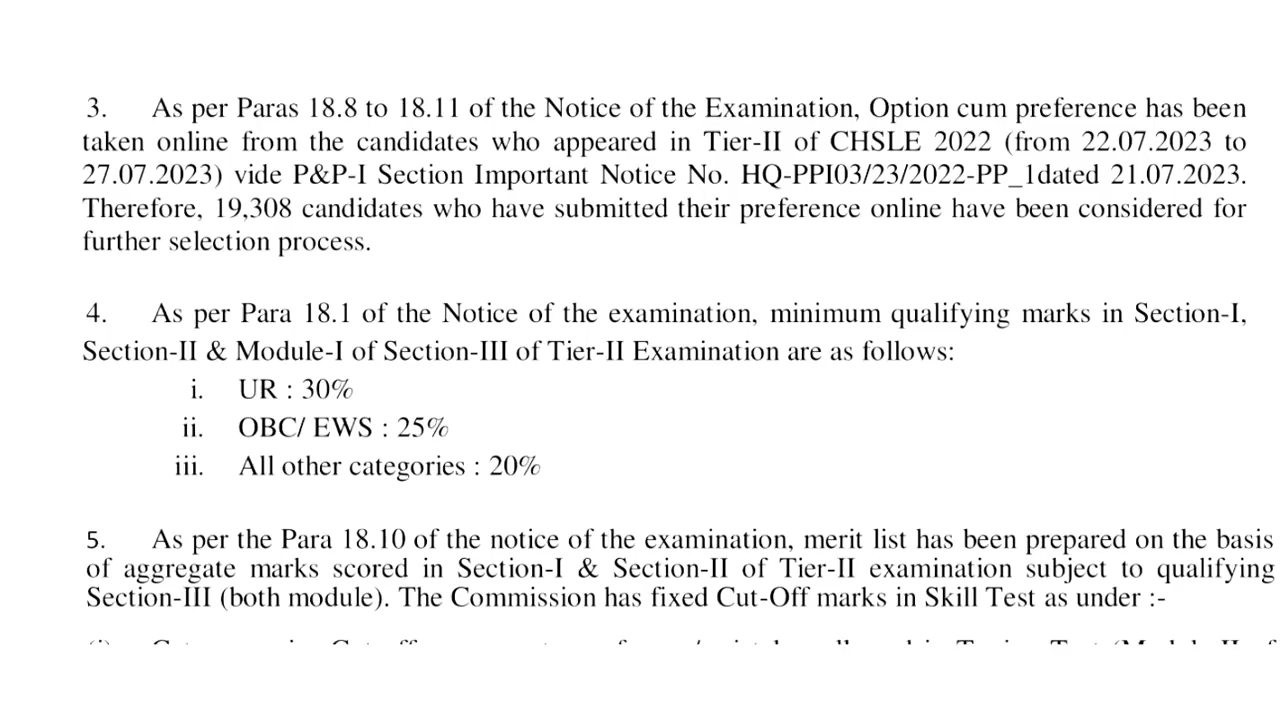 3. As per Paras 18.8 to 18.11 of the Notice of the Examination, Option cum preference has been
taken online from the candidates who appeared in Tier-II of CHSLE 2022 (from 22.07.2023 to
27.07.2023) vide P&P-I Section Important Notice No. HQ-PPI03/23/2022-PP_1dated 21.07.2023.
Therefore, 19,308 candidates who have submitted their preference online have been considered for
further selection process.
4. As per Para 18.1 of the Notice of the examination, minimum qualifying marks in Section-I,
Section-II & Module-I of Section-III of Tier-II Examination are as follows:
i. UR : 30%
ii. OBC/ EWS : 25%
iii. All other categories : 20%
5. As per the Para 18.10 of the notice of the examination, merit list has been prepared on the basis
of aggregate marks scored in Section-I & Section-II of Tier-II examination subject to qualifying
Section-III (both module). The Commission has fixed Cut-Off marks in Skill Test as under :-